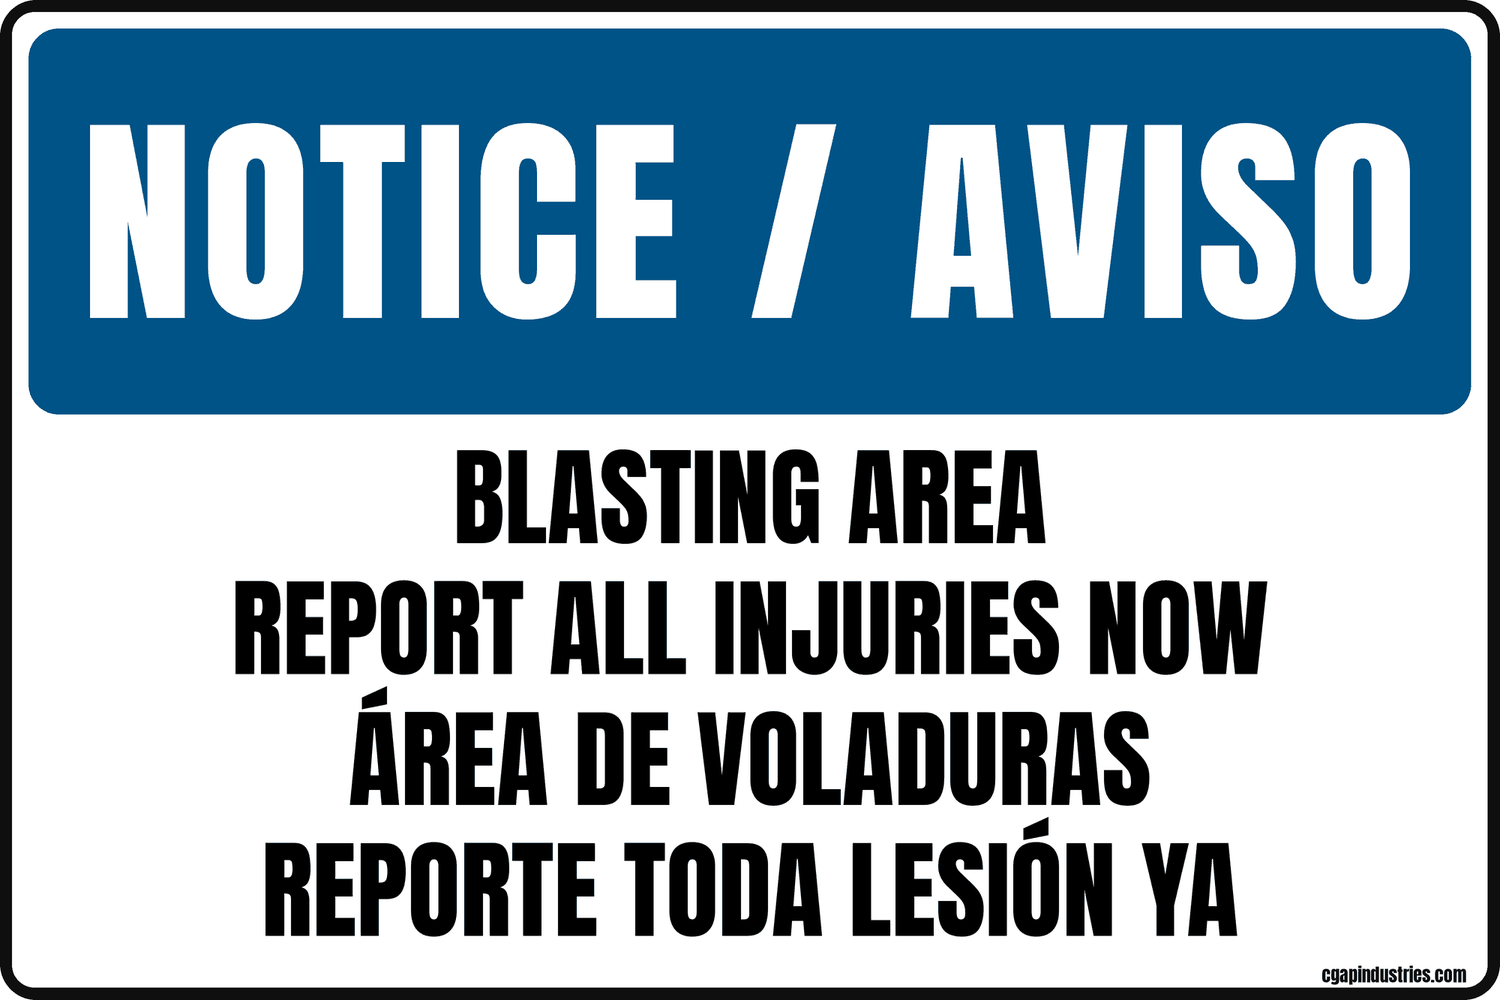 NOTICE / AVISO
BLASTING AREA
REPORT ALL INJURIES NOW
ÁREA DE VOLADURAS
REPORTE TODA LESIÓN YA
cgapindustries.com